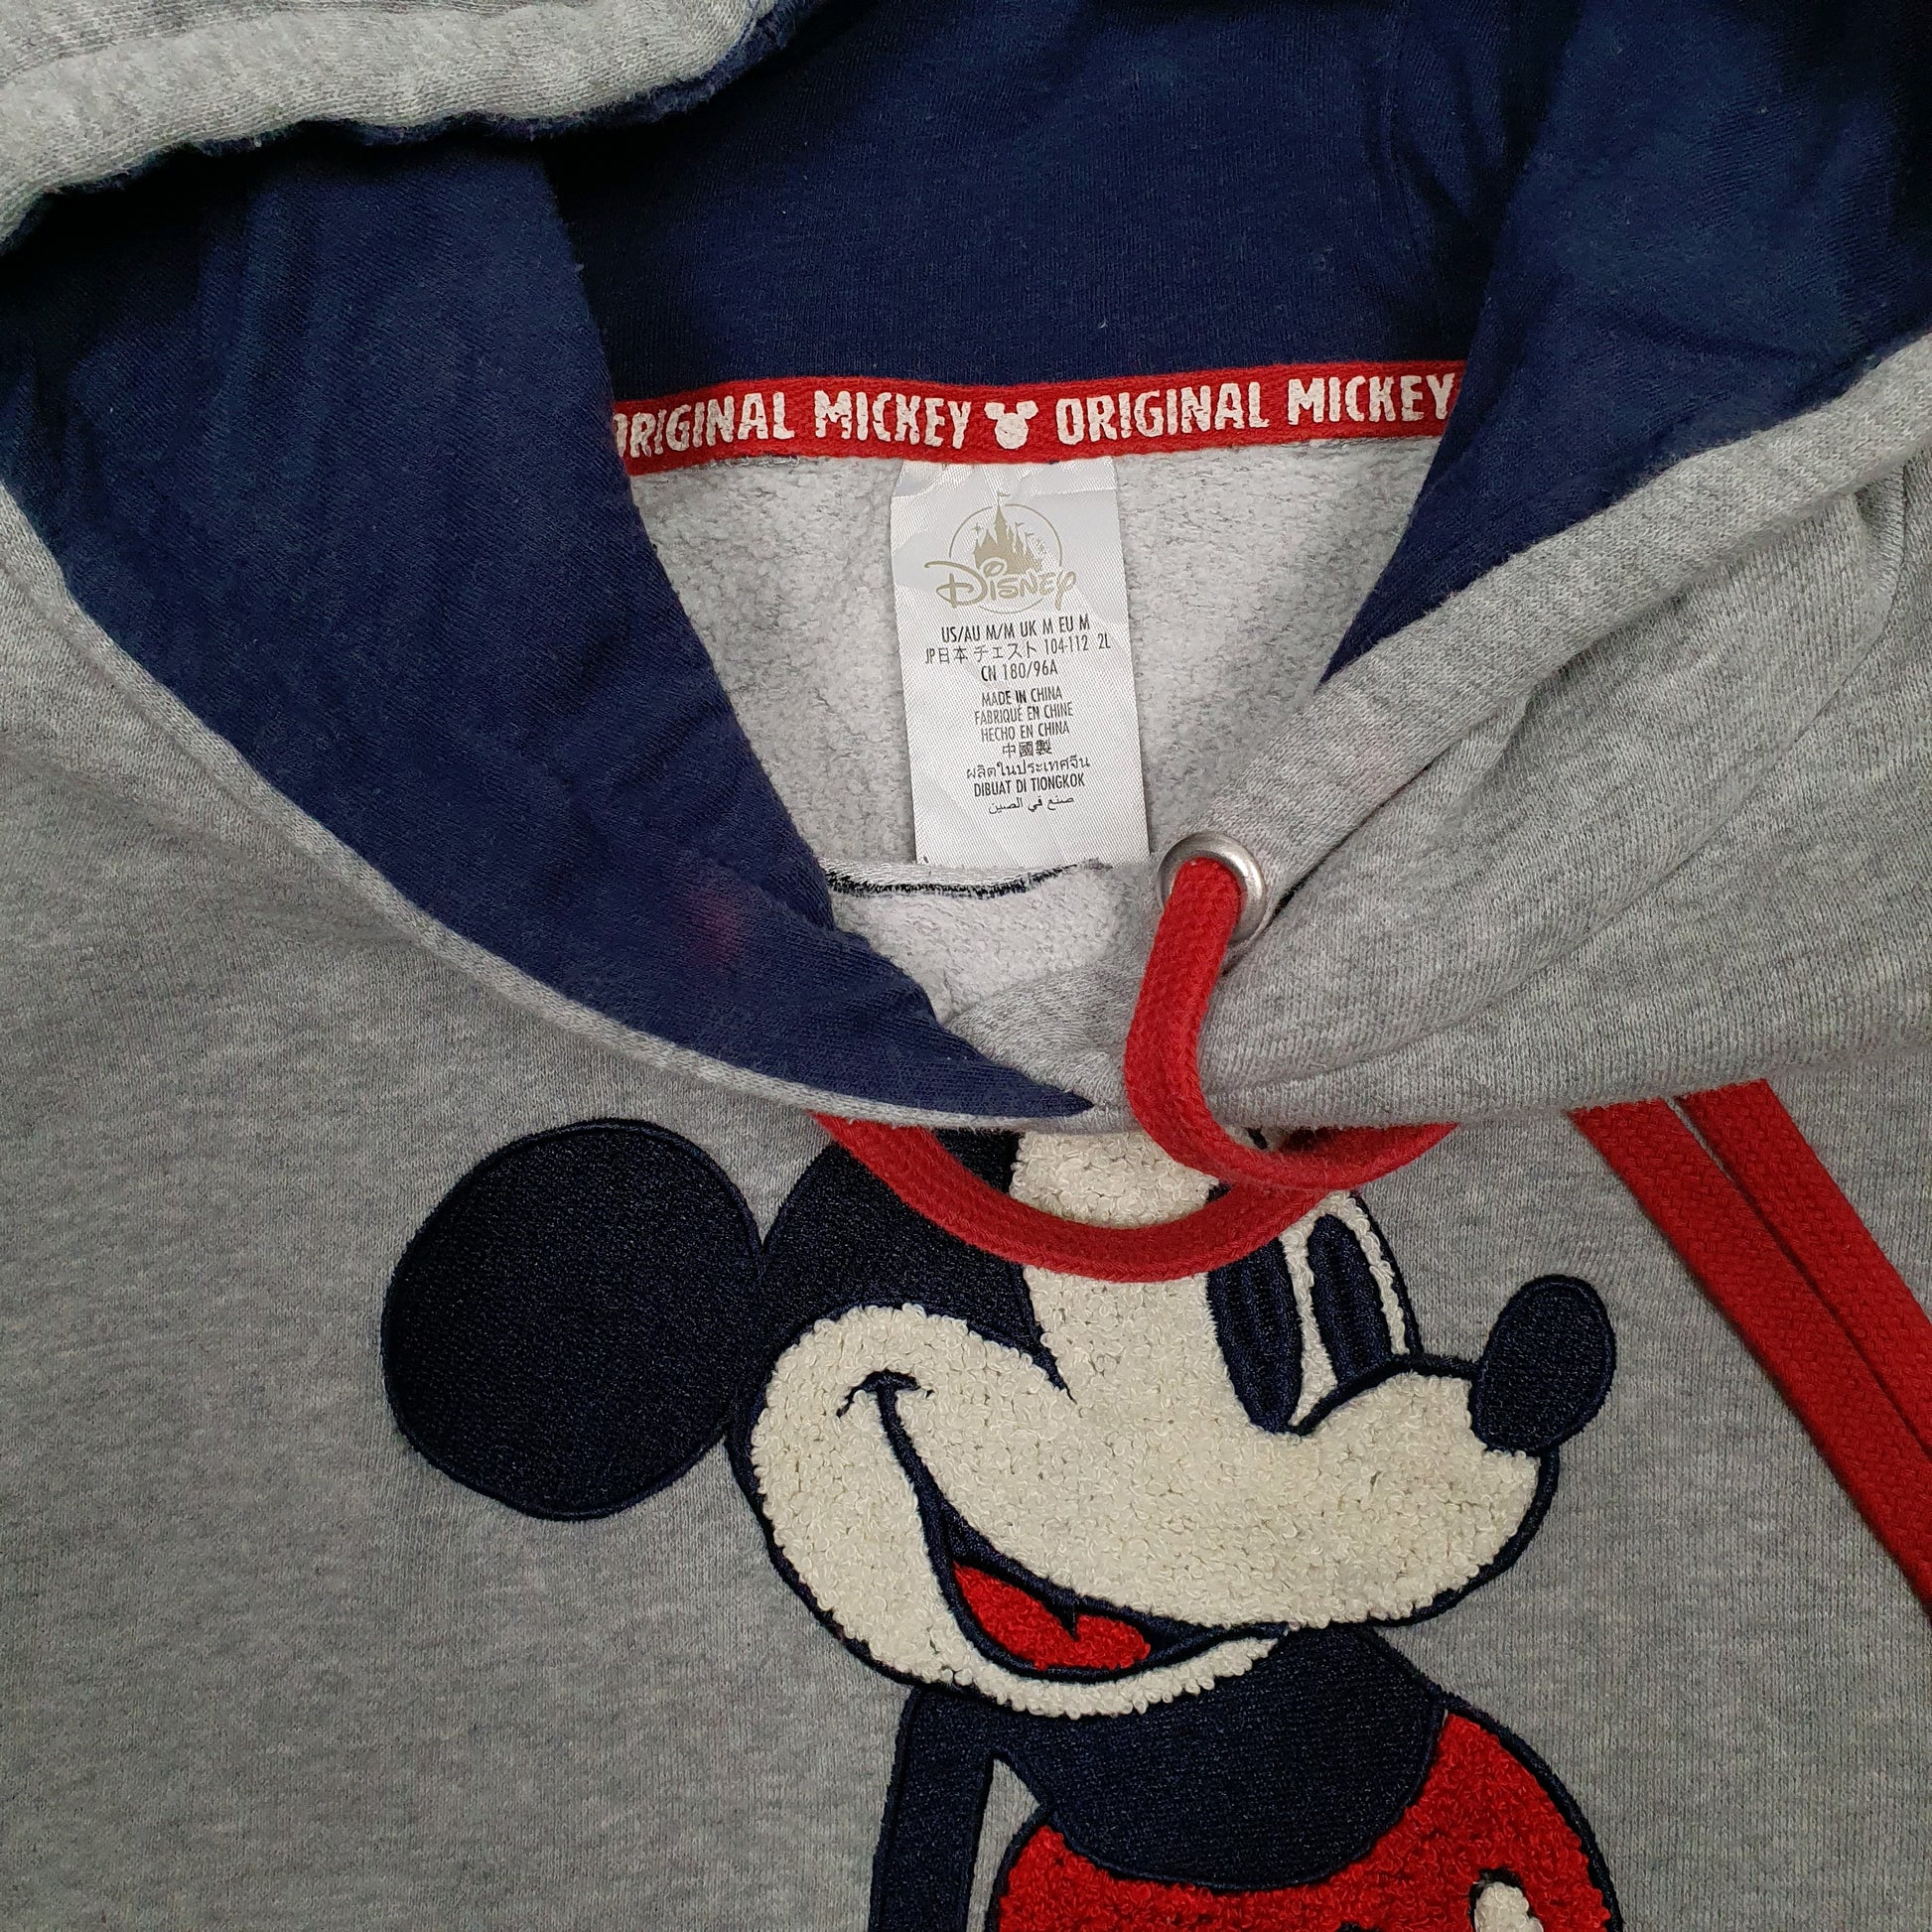 ORIGINAL MICKEY ORIGINAL MICKEY
Disney
US/AU M/M UK M EU M
JP日本 チェスト 104-112 2L
CN 180/96A
MADE IN CHINA
FABRIQUÉ EN CHINE
HECHO EN CHINA
中國製
ผลิตในประเทศจีน
DIBUAT DI TIONGKOK
صنع في الصين